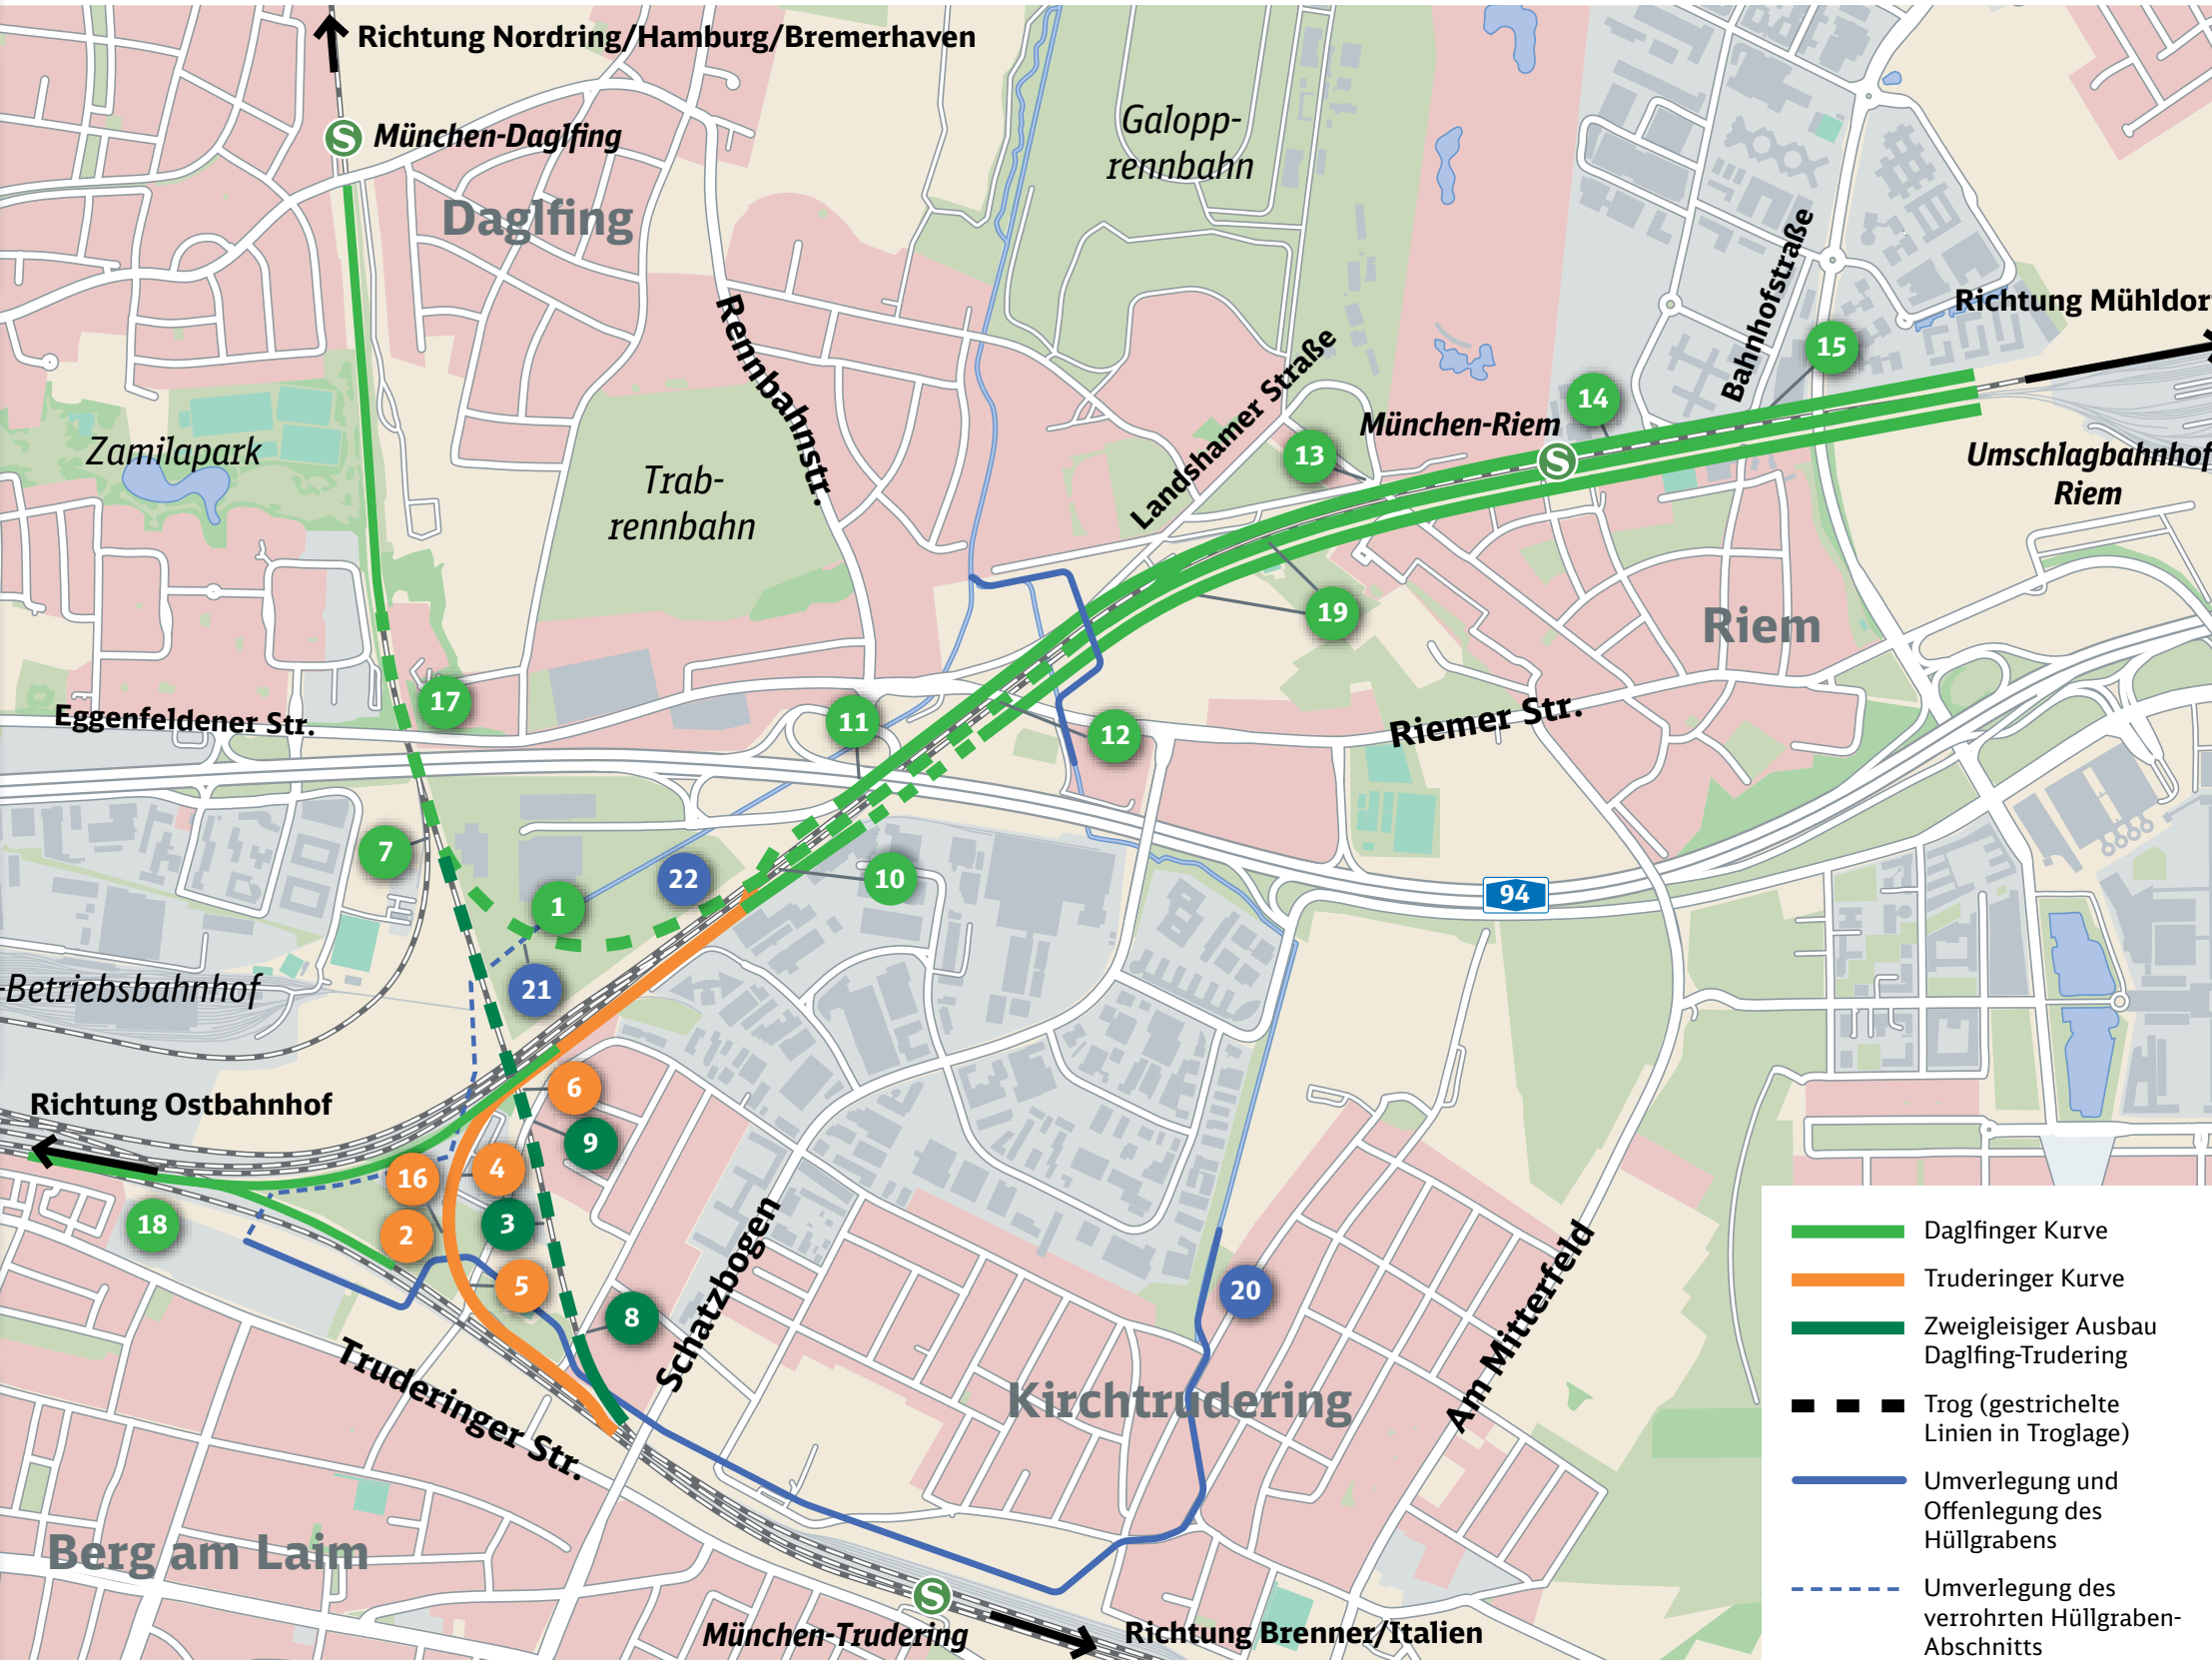 Richtung Nordring/Hamburg/Bremerhaven
S München-Daglfing
Daglfing
Galopp-
rennbahn
Zamilapark
Trab-
rennbahn
Rennbahnstr.
Landshamer Straße
Bahnhofstraße
Richtung Mühldor
15
14
München-Riem
S
13
Umschlagbahnhof
Riem
19
Riem
17
Eggenfeldener Str.
11
12
Riemer Str.
7
22
10
94
1
21
-Betriebsbahnhof
Richtung Ostbahnhof
6
9
16
4
18
2
3
5
8
20
Schatzbogen
Am Mitterfeld
Truderinger Str.
Kirchtrudering
Berg am Laim
S
München-Trudering
Richtung Brenner/Italien
Daglfinger Kurve
Truderinger Kurve
Zweigleisiger Ausbau
Daglfing-Trudering
Trog (gestrichelte
Linien in Troglage)
Umverlegung und
Offenlegung des
Hüllgrabens
Umverlegung des
verrohrten Hüllgraben-
Abschnitts